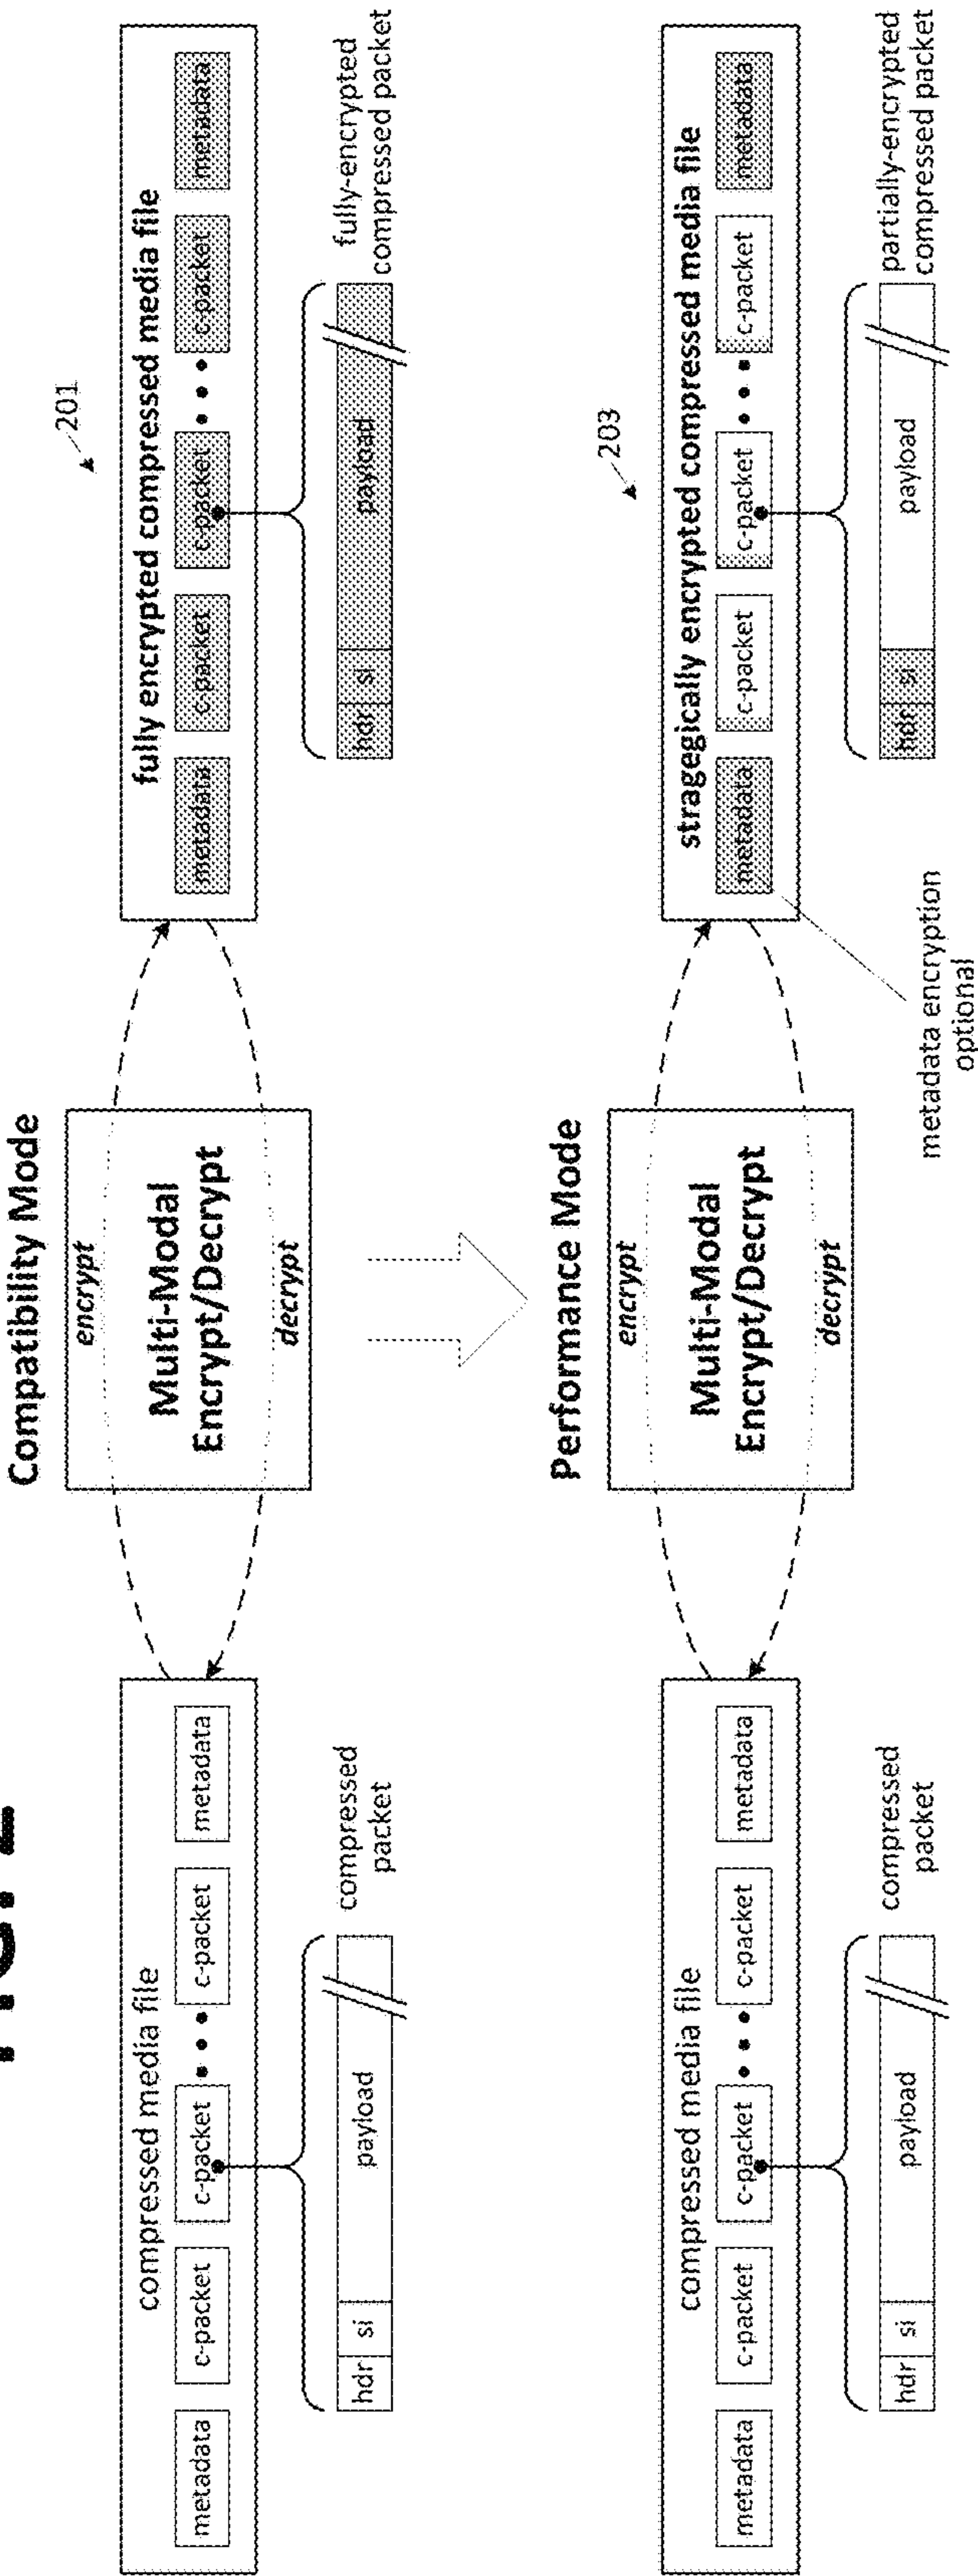 Compatibility Mode
compressed media file
metadata
c-packet
c-packet
• • •
c-packet
metadata
hdr
si
payload
compressed
packet
encrypt
Multi-Modal
Encrypt/Decrypt
decrypt
201
fully encrypted compressed media file
metadata
c-packet
c-packet
• • •
c-packet
metadata
hdr
si
payload
fully-encrypted
compressed packet
Performance Mode
compressed media file
metadata
c-packet
c-packet
• • •
c-packet
metadata
hdr
si
payload
compressed
packet
encrypt
Multi-Modal
Encrypt/Decrypt
decrypt
203
stragegically encrypted compressed media file
metadata
c-packet
c-packet
• • •
c-packet
metadata
hdr
si
payload
partially-encrypted
compressed packet
metadata encryption
optional